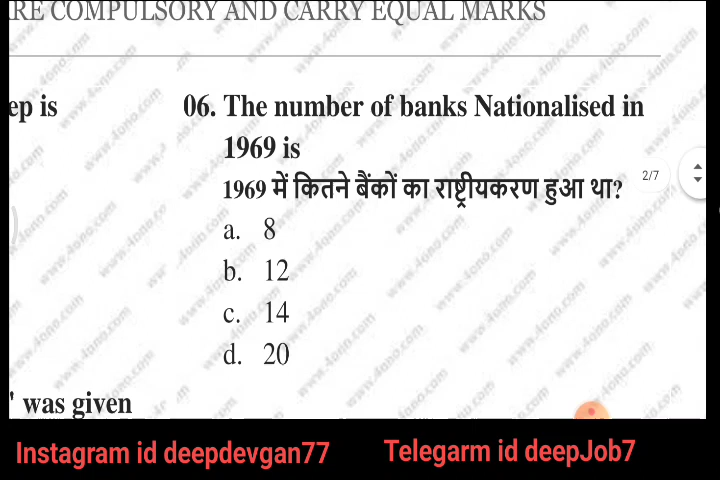 RE COMPULSORY AND CARRY EQUAL MARKS
ep is
06. The number of banks Nationalised in
1969 is
1969 में कितने बैंकों का राष्ट्रीयकरण हुआ था?
2/7
a. 8
b. 12
c. 14
d. 20
' was given
Instagram id deepdevgan77
Telegarm id deepJob7